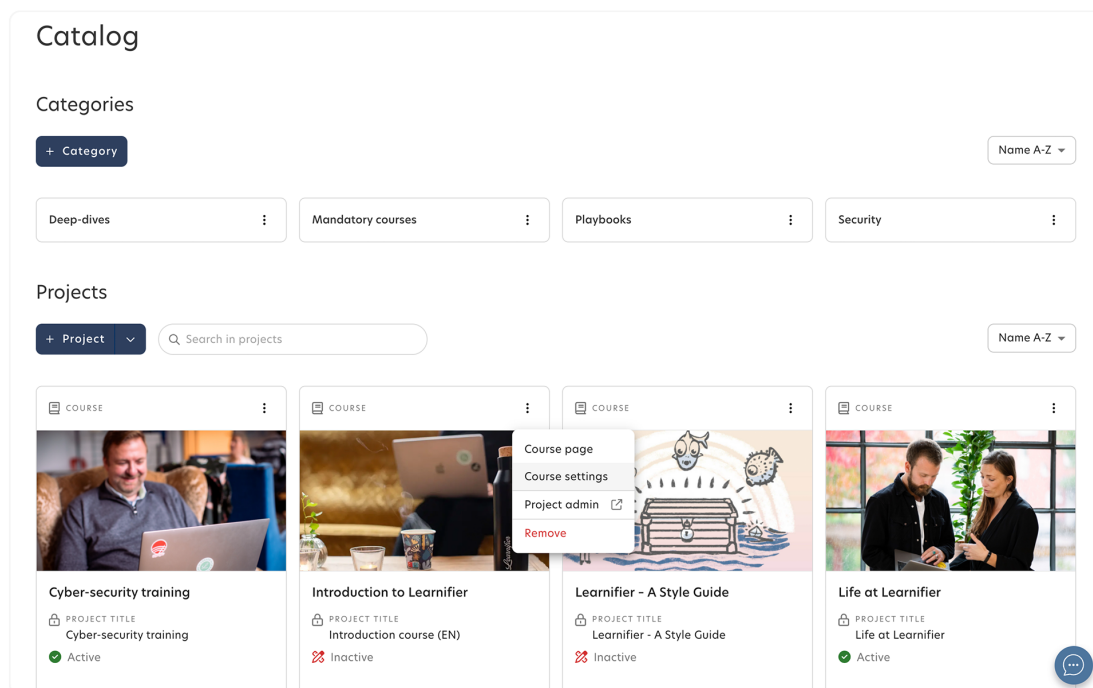 Catalog
Categories
+ Category
Name A-Z
Deep-dives
Mandatory courses
Playbooks
Security
Projects
+ Project
Search in projects
Name A-Z
COURSE
COURSE
COURSE
COURSE
Course page
Course settings
Project admin
Remove
Learnifier
Cyber-security training
PROJECT TITLE
Cyber-security training
Active
Introduction to Learnifier
PROJECT TITLE
Introduction course (EN)
Inactive
Learnifier – A Style Guide
PROJECT TITLE
Learnifier - A Style Guide
Inactive
Life at Learnifier
PROJECT TITLE
Life at Learnifier
Active